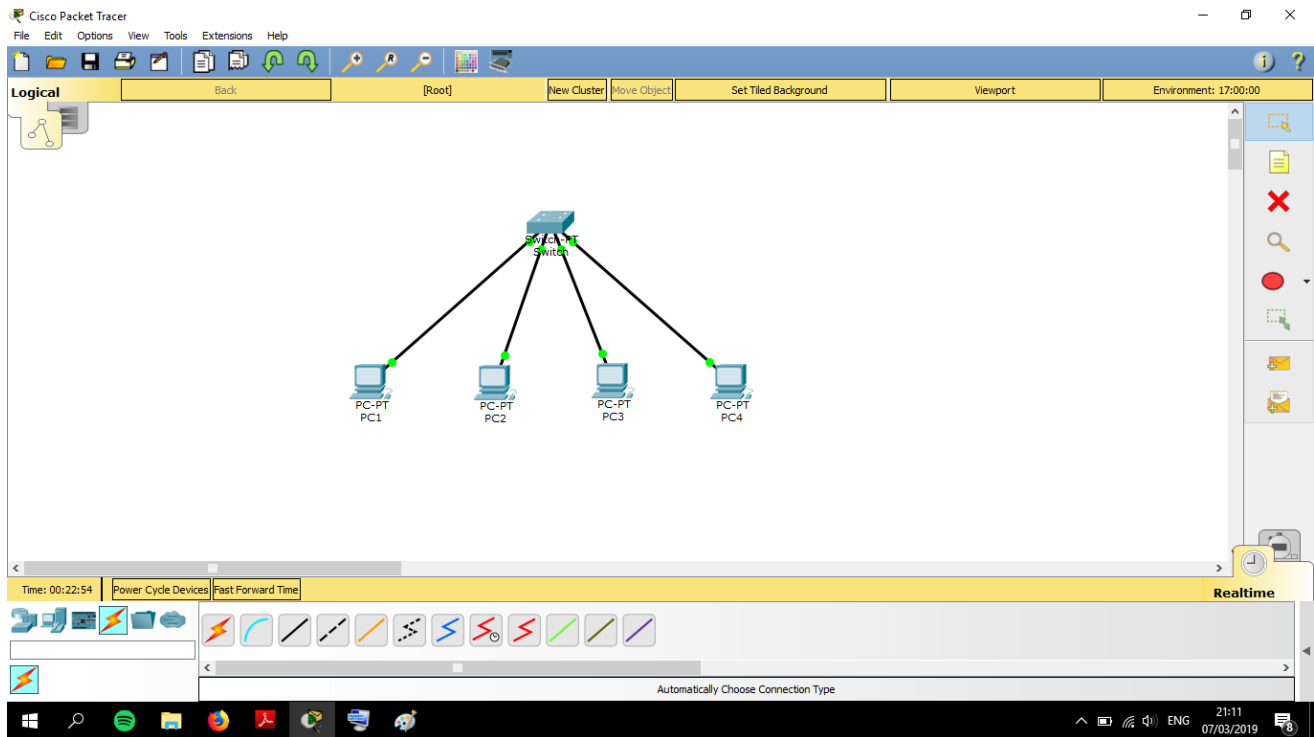 Cisco Packet Tracer
File Edit Options View Tools Extensions Help
Logical Back [Root] New Cluster Move Object Set Tiled Background Viewport Environment: 17:00:00
Switch-PT
Switch
PC-PT
PC1
PC-PT
PC2
PC-PT
PC3
PC-PT
PC4
Time: 00:22:54 Power Cycle Devices Fast Forward Time Realtime
Automatically Choose Connection Type
ENG 21:11
07/03/2019 8